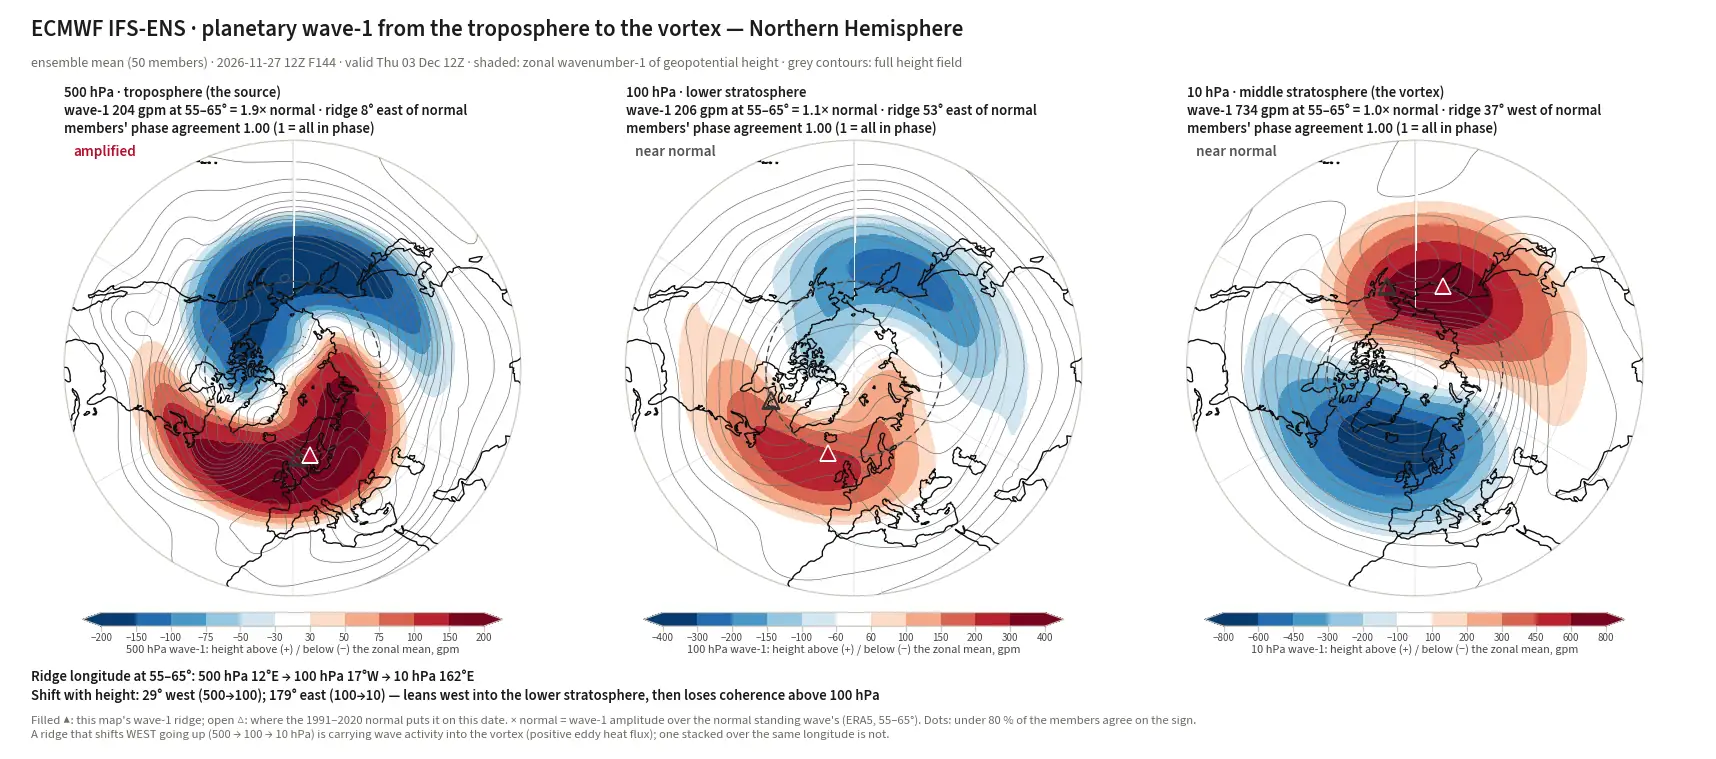 ECMWF IFS-ENS · planetary wave-1 from the troposphere to the vortex — Northern Hemisphere
ensemble mean (50 members) · 2026-11-27 12Z F144 · valid Thu 03 Dec 12Z · shaded: zonal wavenumber-1 of geopotential height · grey contours: full height field
500 hPa · troposphere (the source)
wave-1 204 gpm at 55–65° = 1.9× normal · ridge 8° east of normal
members' phase agreement 1.00 (1 = all in phase)
amplified
100 hPa · lower stratosphere
wave-1 206 gpm at 55–65° = 1.1× normal · ridge 53° east of normal
members' phase agreement 1.00 (1 = all in phase)
near normal
10 hPa · middle stratosphere (the vortex)
wave-1 734 gpm at 55–65° = 1.0× normal · ridge 37° west of normal
members' phase agreement 1.00 (1 = all in phase)
near normal
−200 −150 −100 −75 −50 −30 30 50 75 100 150 200
500 hPa wave-1: height above (+) / below (−) the zonal mean, gpm
−400 −300 −200 −150 −100 −60 60 100 150 200 300 400
100 hPa wave-1: height above (+) / below (−) the zonal mean, gpm
−800 −600 −450 −300 −200 −100 100 200 300 450 600 800
10 hPa wave-1: height above (+) / below (−) the zonal mean, gpm
Ridge longitude at 55–65°: 500 hPa 12°E → 100 hPa 17°W → 10 hPa 162°E
Shift with height: 29° west (500→100); 179° east (100→10) — leans west into the lower stratosphere, then loses coherence above 100 hPa
Filled ▲: this map's wave-1 ridge; open △: where the 1991–2020 normal puts it on this date. × normal = wave-1 amplitude over the normal standing wave's (ERA5, 55–65°). Dots: under 80 % of the members agree on the sign.
A ridge that shifts WEST going up (500 → 100 → 10 hPa) is carrying wave activity into the vortex (positive eddy heat flux); one stacked over the same longitude is not.